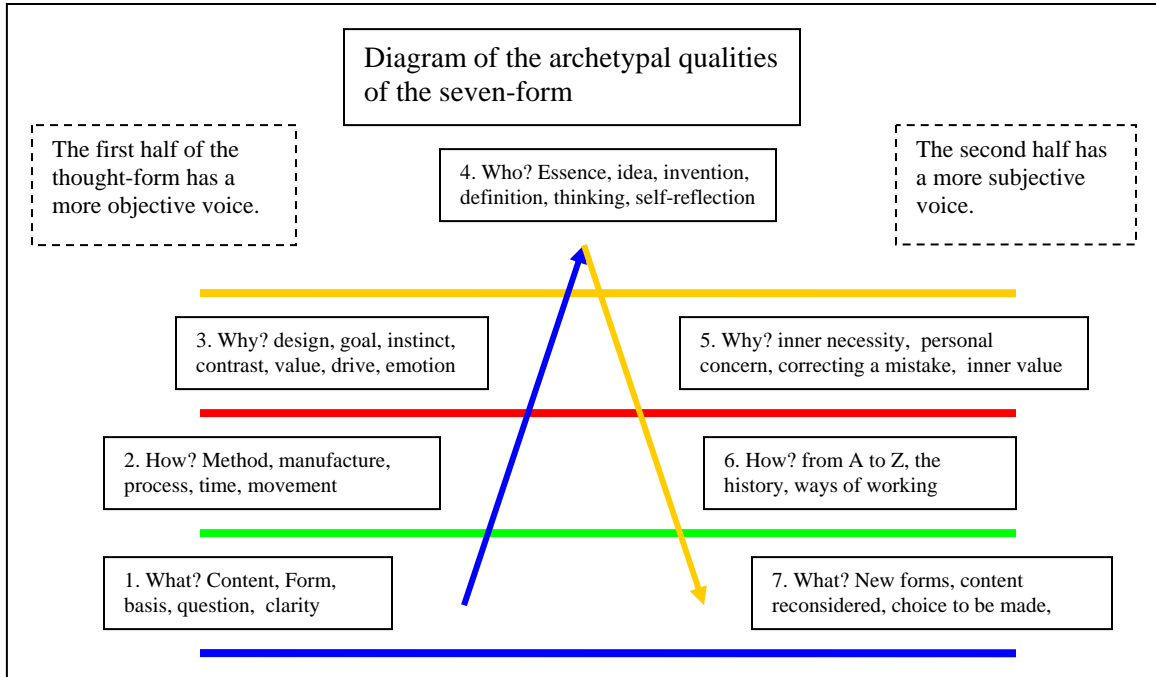 Diagram of the archetypal qualities
of the seven-form
The first half of the
thought-form has a
more objective voice.
4. Who? Essence, idea, invention,
definition, thinking, self-reflection
The second half has
a more subjective
voice.
3. Why? design, goal, instinct,
contrast, value, drive, emotion
5. Why? inner necessity, personal
concern, correcting a mistake, inner value
2. How? Method, manufacture,
process, time, movement
6. How? from A to Z, the
history, ways of working
1. What? Content, Form,
basis, question, clarity
7. What? New forms, content
reconsidered, choice to be made,